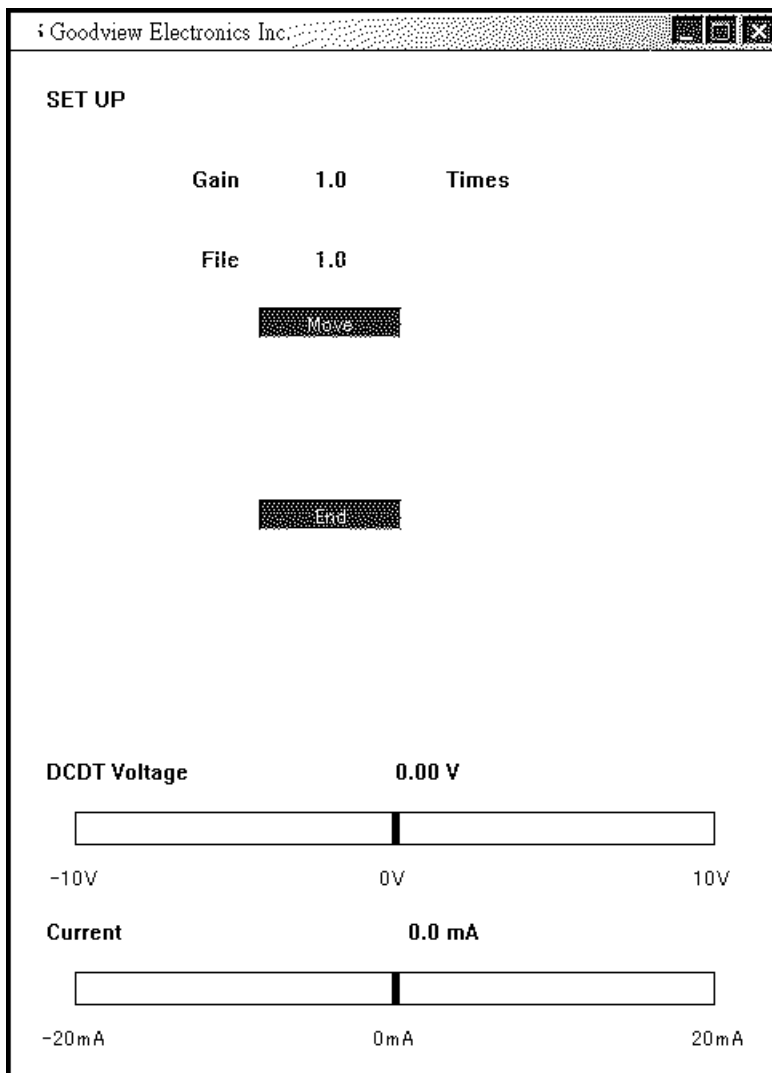 Goodview Electronics Inc.
SET UP
Gain 1.0 Times
File 1.0
Move
End
DCDT Voltage 0.00 V
-10V 0V 10V
Current 0.0 mA
-20mA 0mA 20mA